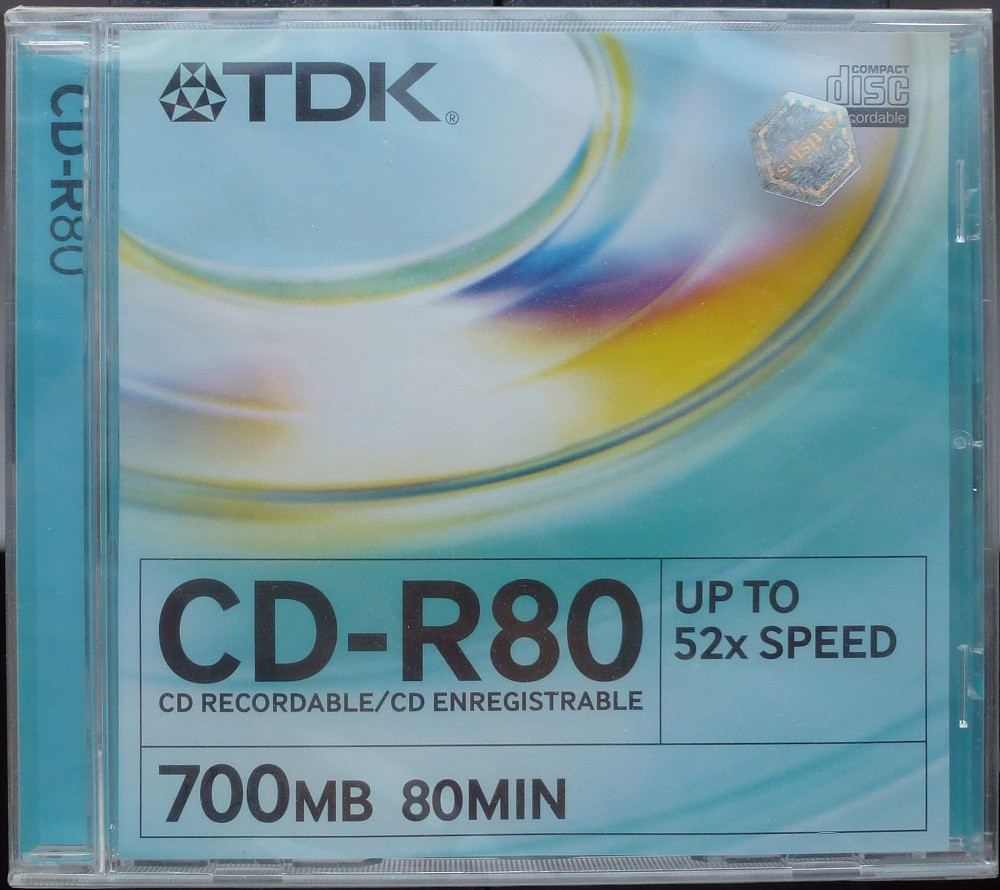 CD-R80
TDK®
COMPACT
disc
cordable
CD-R80
CD RECORDABLE/CD ENREGISTRABLE
UP TO
52x SPEED
700MB 80MIN